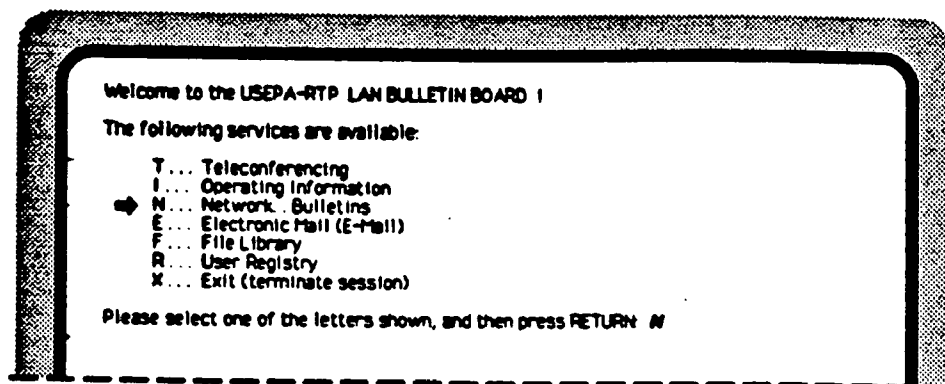 Welcome to the USEPA-RTP LAN BULLETIN BOARD !
The following services are available:
T... Teleconferencing
I... Operating Information
N... Network..Bulletins
E... Electronic Mail (E-Mail)
F... File Library
R... User Registry
X... Exit (terminate session)
Please select one of the letters shown, and then press RETURN: N